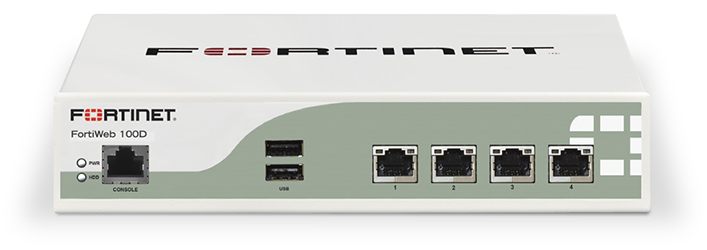 FORTINET
FORTINET
FortiWeb 100D
PWR
HDD
CONSOLE
USB
1 2 3 4